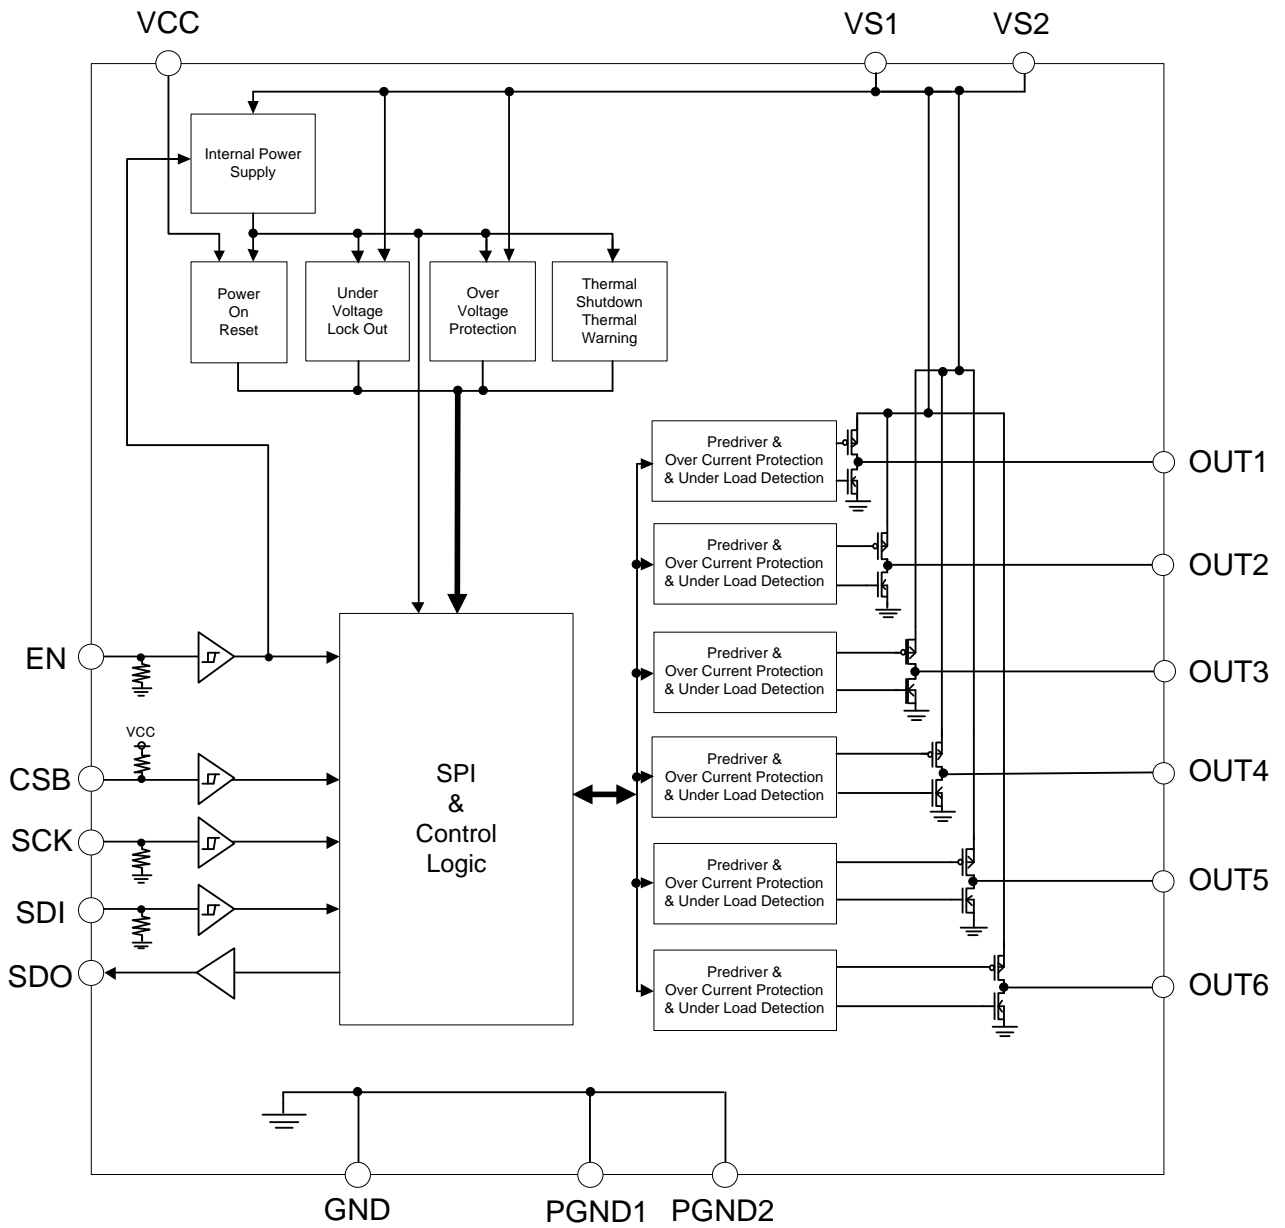 VCC
VS1
VS2
Internal Power
Supply
Power
On
Reset
Under
Voltage
Lock Out
Over
Voltage
Protection
Thermal
Shutdown
Thermal
Warning
Predriver &
Over Current Protection
& Under Load Detection
OUT1
Predriver &
Over Current Protection
& Under Load Detection
OUT2
Predriver &
Over Current Protection
& Under Load Detection
OUT3
Predriver &
Over Current Protection
& Under Load Detection
OUT4
Predriver &
Over Current Protection
& Under Load Detection
OUT5
Predriver &
Over Current Protection
& Under Load Detection
OUT6
EN
VCC
CSB
SCK
SDI
SDO
SPI
&
Control
Logic
GND
PGND1
PGND2